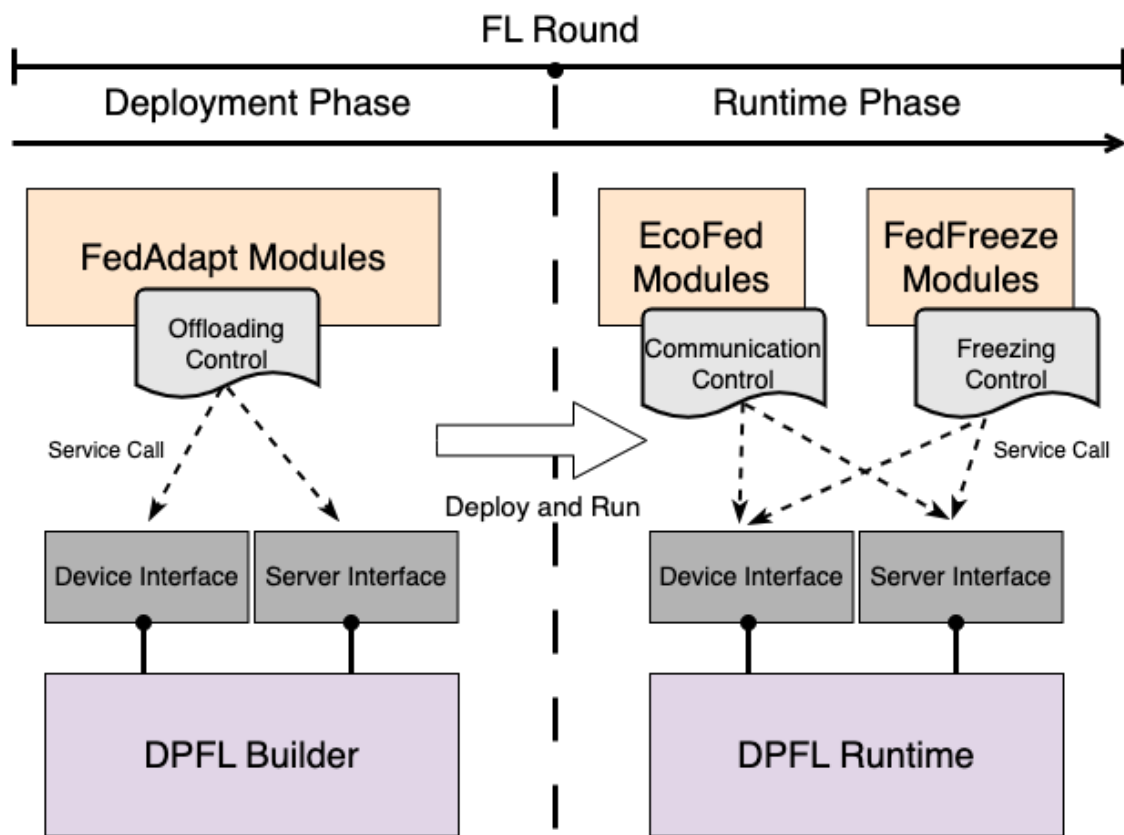 FL Round
Deployment Phase
Runtime Phase
FedAdapt Modules
Offloading
Control
Service Call
Device Interface
Server Interface
DPFL Builder
Deploy and Run
EcoFed
Modules
FedFreeze
Modules
Communication
Control
Freezing
Control
Service Call
Device Interface
Server Interface
DPFL Runtime